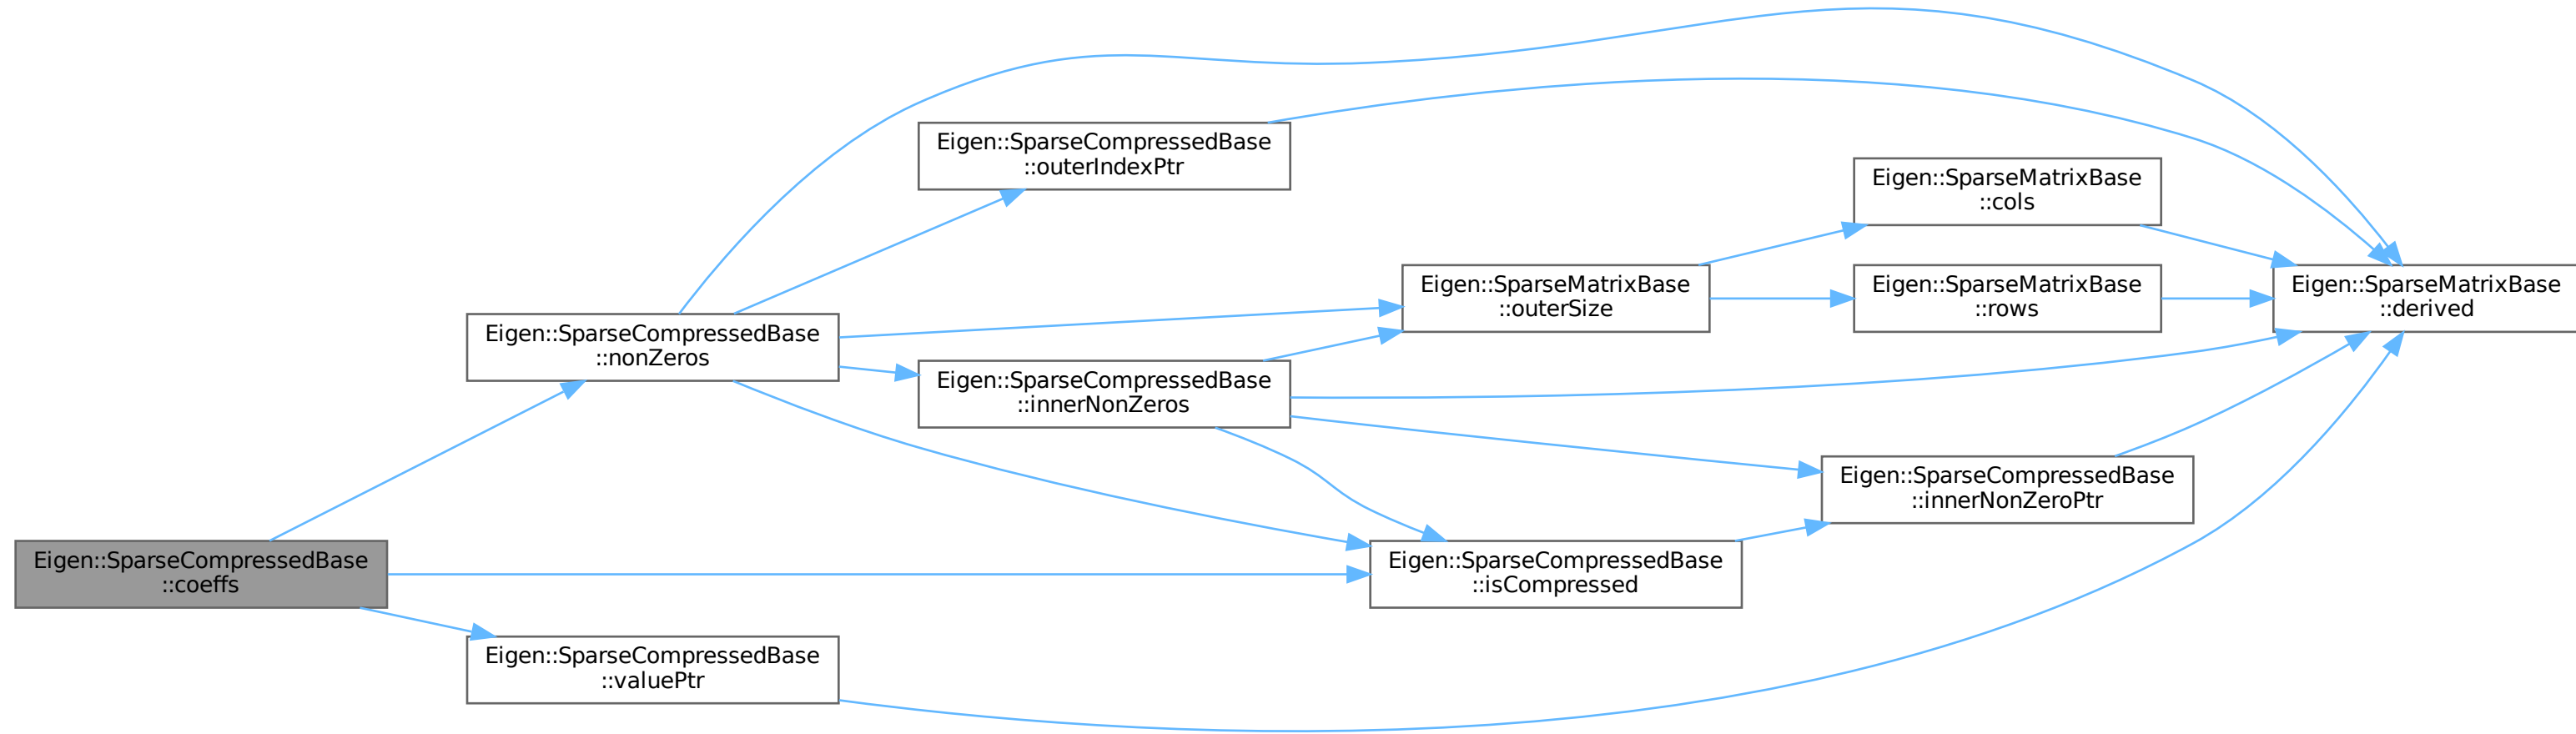 Eigen::SparseCompressedBase
::coeffs
Eigen::SparseCompressedBase
::nonZeros
Eigen::SparseCompressedBase
::valuePtr
Eigen::SparseCompressedBase
::outerIndexPtr
Eigen::SparseCompressedBase
::innerNonZeros
Eigen::SparseMatrixBase
::outerSize
Eigen::SparseCompressedBase
::isCompressed
Eigen::SparseMatrixBase
::cols
Eigen::SparseMatrixBase
::rows
Eigen::SparseCompressedBase
::innerNonZeroPtr
Eigen::SparseMatrixBase
::derived